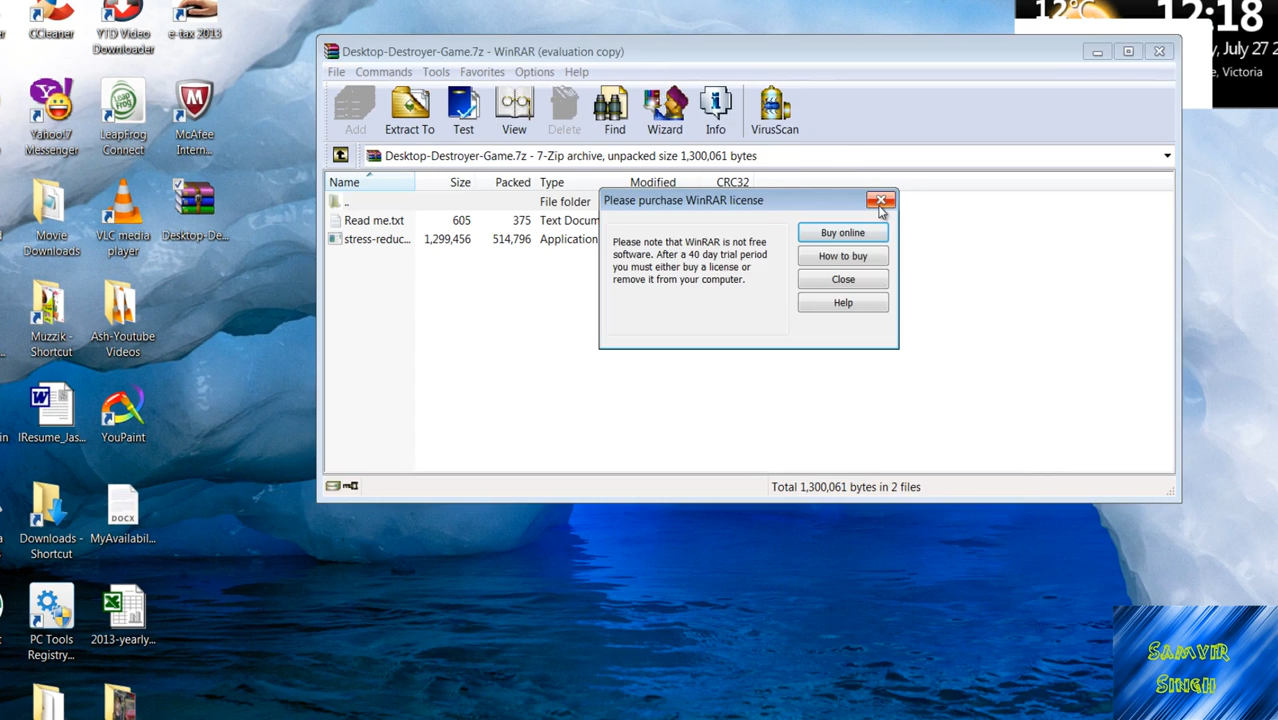 CCleaner
YTD Video
Downloader
e-tax 2013
12°C
12:18
y, July 27 2
e, Victoria
Yahoo!7
Messenger
LeapFrog
Connect
McAfee
Intern...
Movie
Downloads
VLC media
player
Desktop-De...
Muzzik -
Shortcut
Ash-Youtube
Videos
IResume_Jas...
YouPaint
Downloads -
Shortcut
DOCX
MyAvailabil...
PC Tools
Registry...
2013-yearly...
Desktop-Destroyer-Game.7z - WinRAR (evaluation copy)
File Commands Tools Favorites Options Help
Add Extract To Test View Delete Find Wizard Info VirusScan
Desktop-Destroyer-Game.7z - 7-Zip archive, unpacked size 1,300,061 bytes
Name Size Packed Type Modified CRC32
.. File folder
Read me.txt 605 375 Text Docum
stress-reduc... 1,299,456 514,796 Application
Please purchase WinRAR license
Please note that WinRAR is not free
software. After a 40 day trial period
you must either buy a license or
remove it from your computer.
Buy online
How to buy
Close
Help
Total 1,300,061 bytes in 2 files
Samvir
Singh